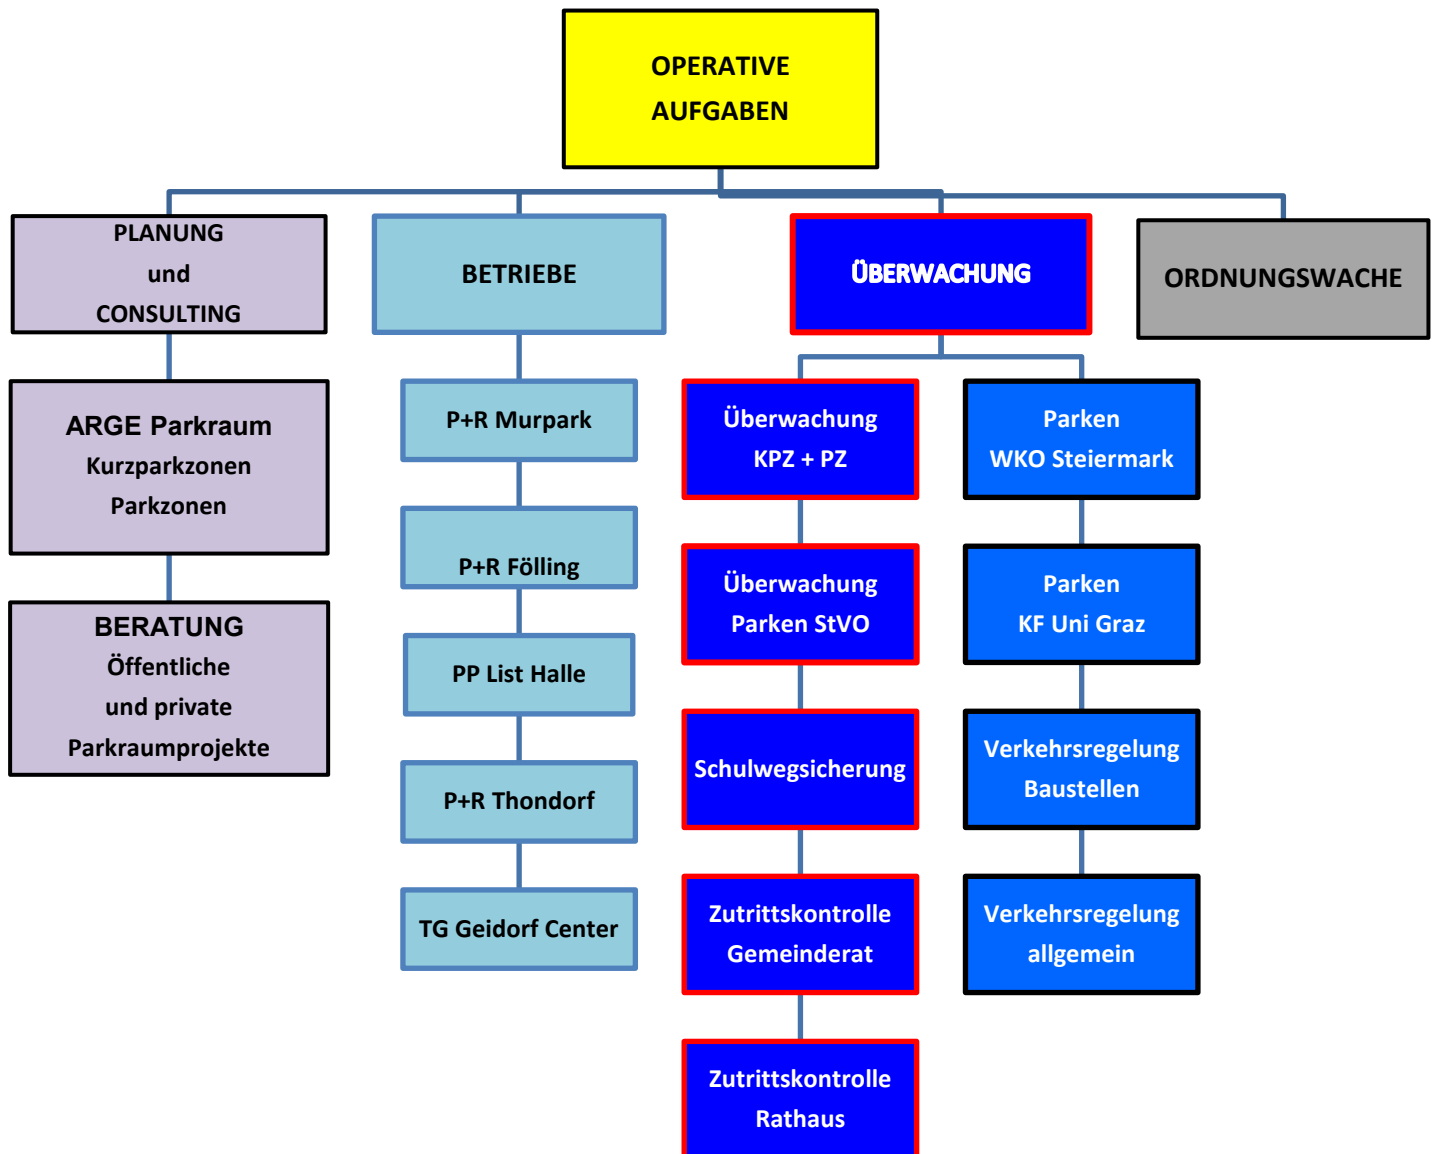 OPERATIVE
AUFGABEN
PLANUNG
und
CONSULTING
BETRIEBE
ÜBERWACHUNG
ORDNUNGSWACHE
ARGE Parkraum
Kurzparkzonen
Parkzonen
BERATUNG
Öffentliche
und private
Parkraumprojekte
P+R Murpark
P+R Fölling
PP List Halle
P+R Thondorf
TG Geidorf Center
Überwachung
KPZ + PZ
Überwachung
Parken StVO
Schulwegsicherung
Zutrittskontrolle
Gemeinderat
Zutrittskontrolle
Rathaus
Parken
WKO Steiermark
Parken
KF Uni Graz
Verkehrsregelung
Baustellen
Verkehrsregelung
allgemein